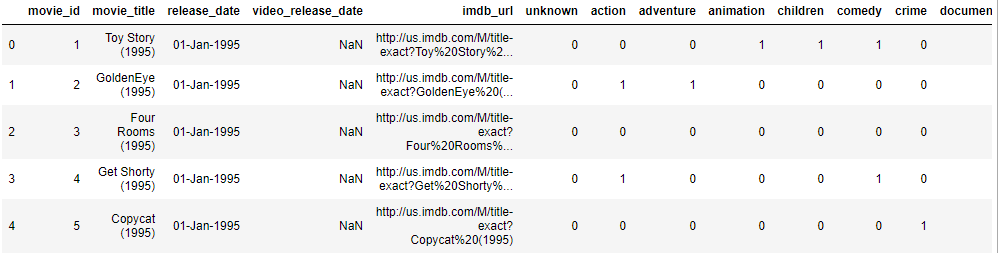 movie_id movie_title release_date video_release_date imdb_url unknown action adventure animation children comedy crime documen
0 1 Toy Story (1995) 01-Jan-1995 NaN http://us.imdb.com/M/title-exact?Toy%20Story%2... 0 0 0 1 1 1 0
1 2 GoldenEye (1995) 01-Jan-1995 NaN http://us.imdb.com/M/title-exact?GoldenEye%20(... 0 1 1 0 0 0 0
2 3 Four Rooms (1995) 01-Jan-1995 NaN http://us.imdb.com/M/title-exact?Four%20Rooms%... 0 0 0 0 0 0 0
3 4 Get Shorty (1995) 01-Jan-1995 NaN http://us.imdb.com/M/title-exact?Get%20Shorty%... 0 1 0 0 0 1 0
4 5 Copycat (1995) 01-Jan-1995 NaN http://us.imdb.com/M/title-exact?Copycat%20(1995) 0 0 0 0 0 0 1